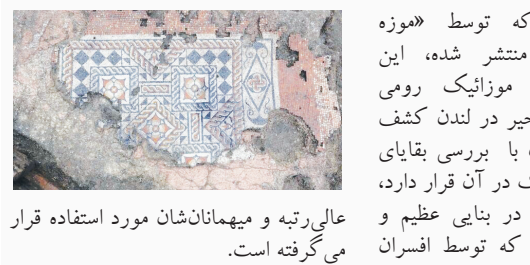 که توسط «موزه
منتشر شده، این
موزائیک رومی
در لندن کشف
با بررسی بقایای
در آن قرار دارد،
در بنایی عظیم و
که توسط افسران
عالی‌رتبه و میهمانان‌شان مورد استفاده قرار
می‌گرفته است.